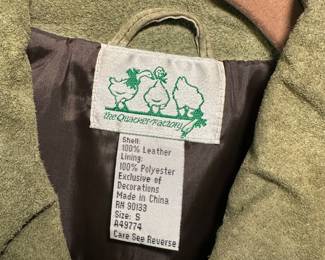 the Quacker Factory
Shell:
100% Leather
Lining:
100% Polyester
Exclusive of
Decorations
Made in China
RN 90133
Size: S
A49774
Care See Reverse